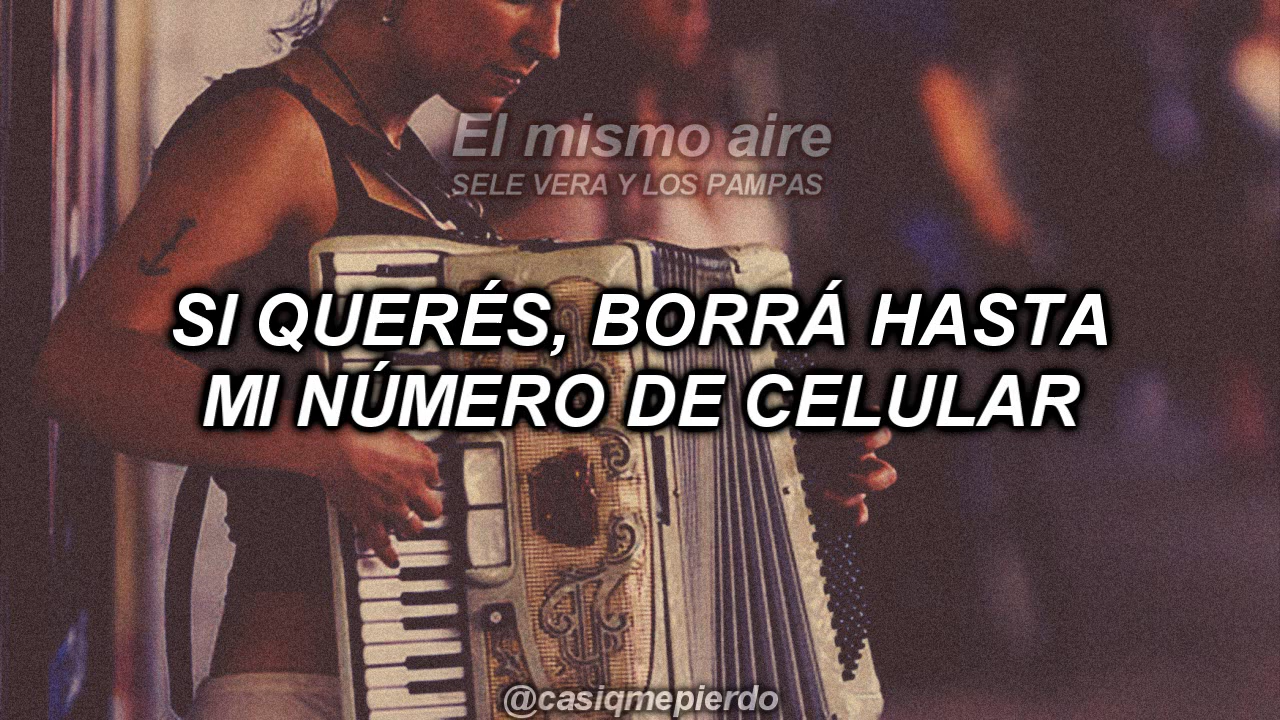 El mismo aire
SELE VERA Y LOS PAMPAS
SI QUERÉS, BORRÁ HASTA
MI NÚMERO DE CELULAR
@casiqmepierdo